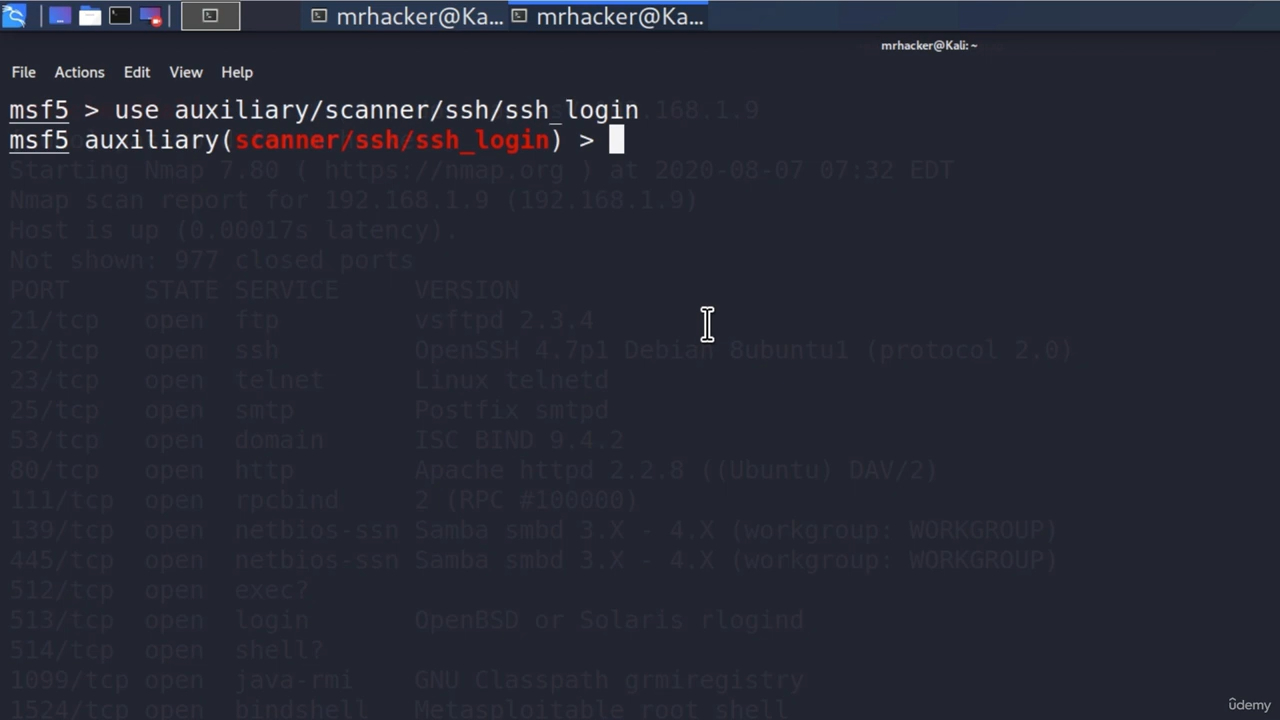 mrhacker@Ka... mrhacker@Ka...
mrhacker@Kali: ~
File Actions Edit View Help
msf5 > use auxiliary/scanner/ssh/ssh_login 168.1.9
msf5 auxiliary(scanner/ssh/ssh_login) >
Starting Nmap 7.80 ( https://nmap.org ) at 2020-08-07 07:32 EDT
Nmap scan report for 192.168.1.9 (192.168.1.9)
Host is up (0.00017s latency).
Not shown: 977 closed ports
PORT STATE SERVICE VERSION
21/tcp open ftp vsftpd 2.3.4
22/tcp open ssh OpenSSH 4.7p1 Debian 8ubuntu1 (protocol 2.0)
23/tcp open telnet Linux telnetd
25/tcp open smtp Postfix smtpd
53/tcp open domain ISC BIND 9.4.2
80/tcp open http Apache httpd 2.2.8 ((Ubuntu) DAV/2)
111/tcp open rpcbind 2 (RPC #100000)
139/tcp open netbios-ssn Samba smbd 3.X - 4.X (workgroup: WORKGROUP)
445/tcp open netbios-ssn Samba smbd 3.X - 4.X (workgroup: WORKGROUP)
512/tcp open exec?
513/tcp open login OpenBSD or Solaris rlogind
514/tcp open shell?
1099/tcp open java-rmi GNU Classpath grmiregistry
1524/tcp open bindshell Metasploitable root shell
ûdemy